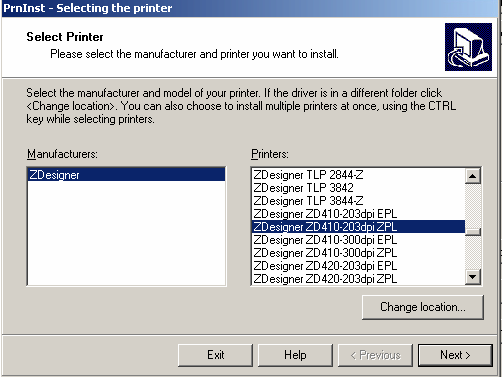 PrnInst - Selecting the printer
Select Printer
Please select the manufacturer and printer you want to install.
Select the manufacturer and model of your printer. If the driver is in a different folder click
<Change location>. You can also choose to install multiple printers at once, using the CTRL
key while selecting printers.
Manufacturers:
ZDesigner
Printers:
ZDesigner TLP 2844-Z
ZDesigner TLP 3842
ZDesigner TLP 3844-Z
ZDesigner ZD410-203dpi EPL
ZDesigner ZD410-203dpi ZPL
ZDesigner ZD410-300dpi EPL
ZDesigner ZD410-300dpi ZPL
ZDesigner ZD420-203dpi EPL
ZDesigner ZD420-203dpi ZPL
Change location...
Exit
Help
< Previous
Next >